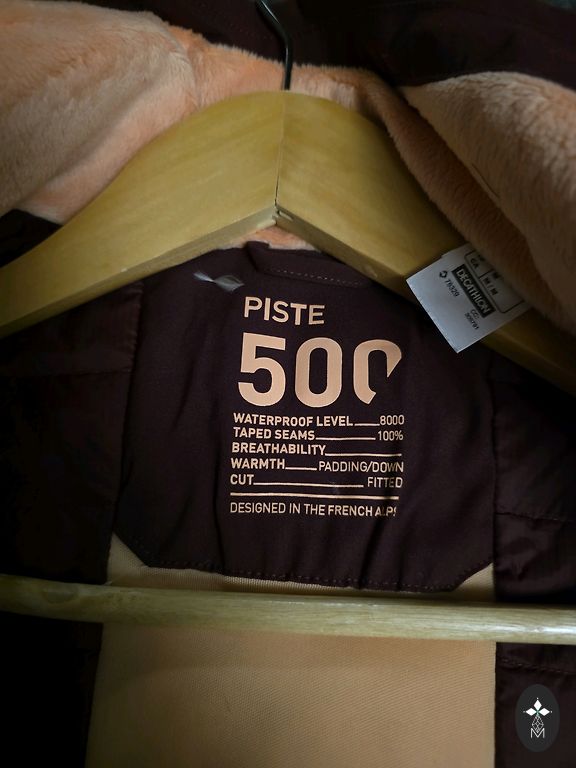 PISTE
500
WATERPROOF LEVEL 8000
TAPED SEAMS 100%
BREATHABILITY
WARMTH PADDING/DOWN
CUT FITTED
DESIGNED IN THE FRENCH ALPS
DECATHLON
M